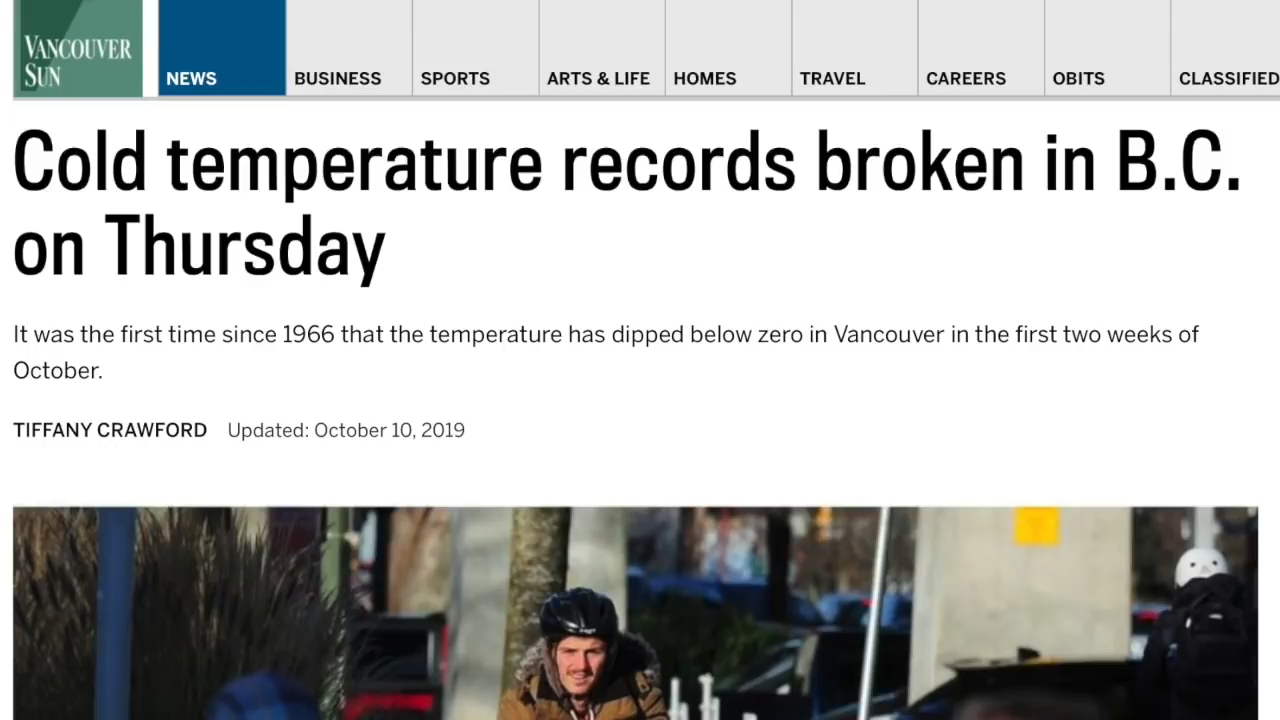 VANCOUVER
SUN
NEWS
BUSINESS
SPORTS
ARTS & LIFE
HOMES
TRAVEL
CAREERS
OBITS
CLASSIFIED
Cold temperature records broken in B.C.
on Thursday
It was the first time since 1966 that the temperature has dipped below zero in Vancouver in the first two weeks of
October.
TIFFANY CRAWFORD Updated: October 10, 2019